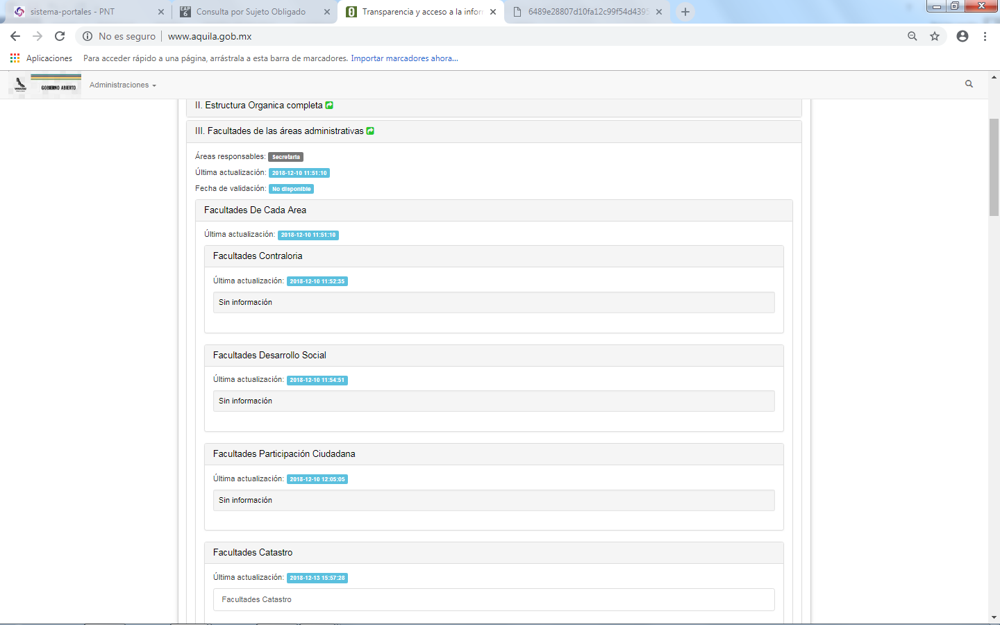 sistema-portales - PNT
Consulta por Sujeto Obligado
Transparencia y acceso a la infor
6489e28807d10fa12c99f54d4395
No es seguro
www.aquila.gob.mx
Aplicaciones
Para acceder rápido a una página, arrástrala a esta barra de marcadores.
Importar marcadores ahora...
GOBIERNO ABIERTO
Administraciones
II. Estructura Organica completa
III. Facultades de las áreas administrativas
Áreas responsables: Secretaria
Última actualización: 2018-12-10 11:51:10
Fecha de validación: No disponible
Facultades De Cada Area
Última actualización: 2018-12-10 11:51:10
Facultades Contraloria
Última actualización: 2018-12-10 11:52:35
Sin información
Facultades Desarrollo Social
Última actualización: 2018-12-10 11:54:51
Sin información
Facultades Participación Ciudadana
Última actualización: 2018-12-10 12:05:05
Sin información
Facultades Catastro
Última actualización: 2018-12-13 15:57:28
Facultades Catastro